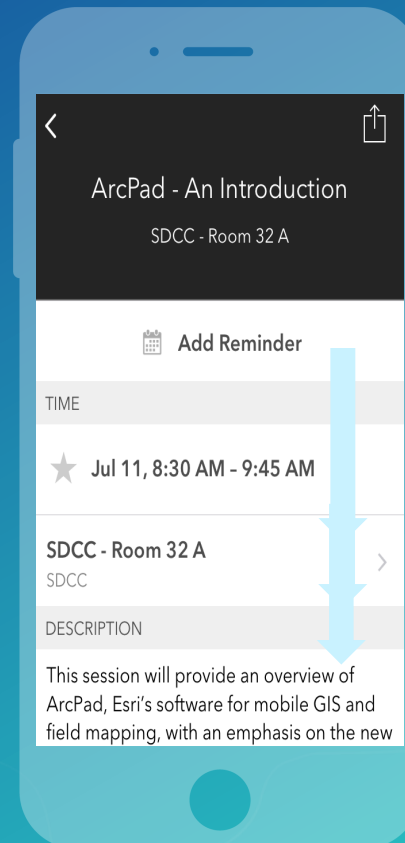 ArcPad - An Introduction
SDCC - Room 32 A
Add Reminder
TIME
Jul 11, 8:30 AM – 9:45 AM
SDCC - Room 32 A
SDCC
DESCRIPTION
This session will provide an overview of
ArcPad, Esri's software for mobile GIS and
field mapping, with an emphasis on the new